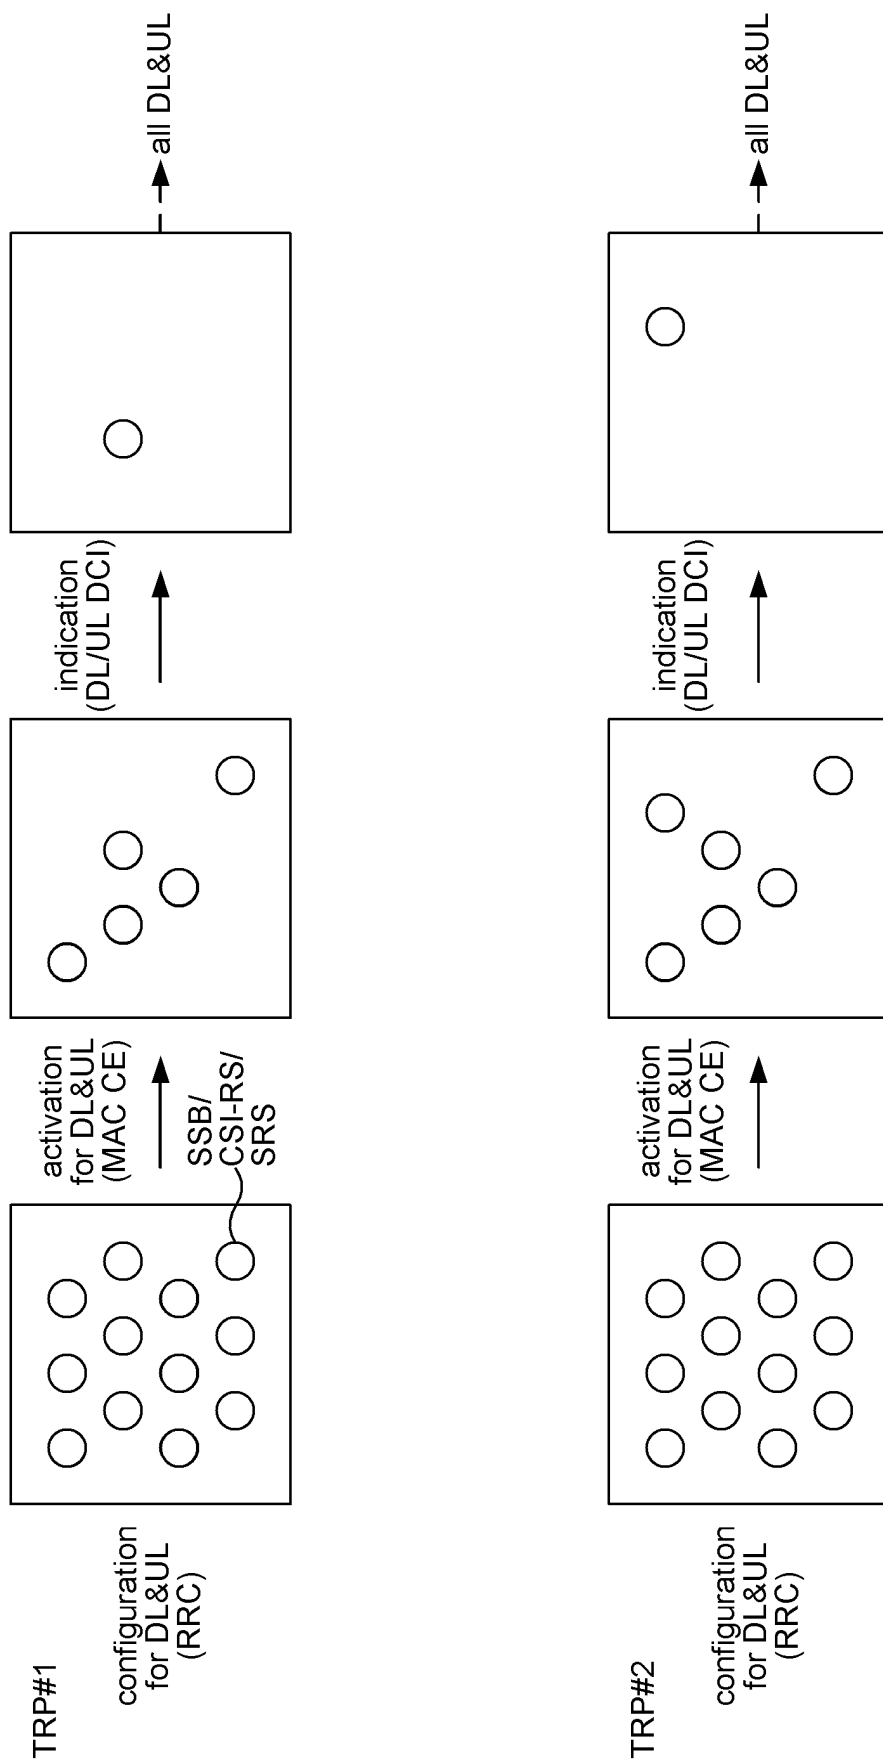 TRP#1
configuration
for DL&UL
(RRC)
activation
for DL&UL
(MAC CE)
SSB/
CSI-RS/
SRS
indication
(DL/UL DCI)
all DL&UL
TRP#2
configuration
for DL&UL
(RRC)
activation
for DL&UL
(MAC CE)
indication
(DL/UL DCI)
all DL&UL